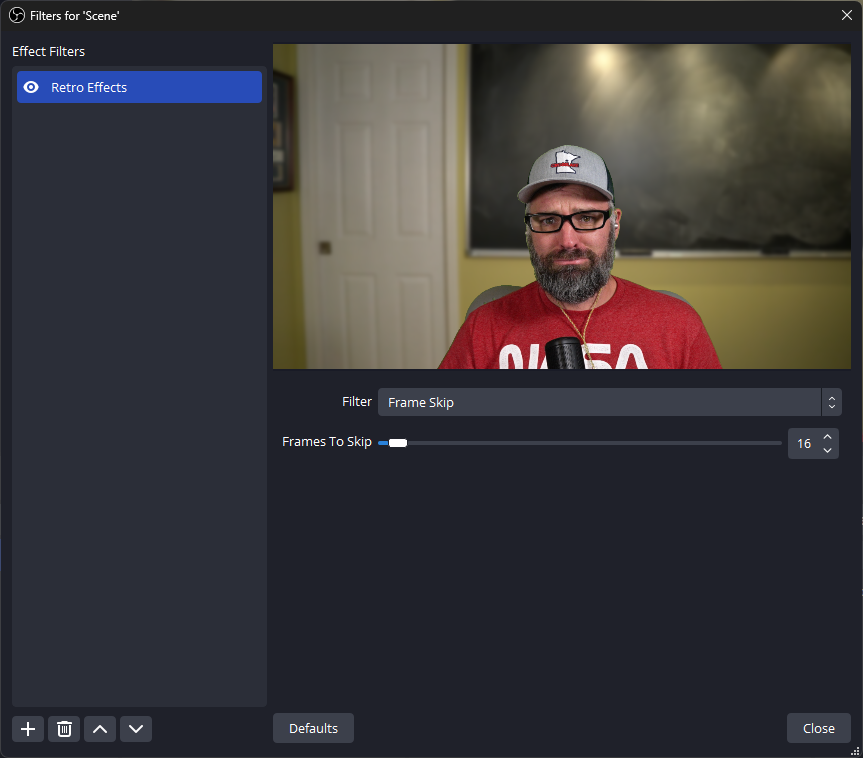 Filters for 'Scene'
Effect Filters
Retro Effects
Filter
Frame Skip
Frames To Skip
16
Defaults
Close